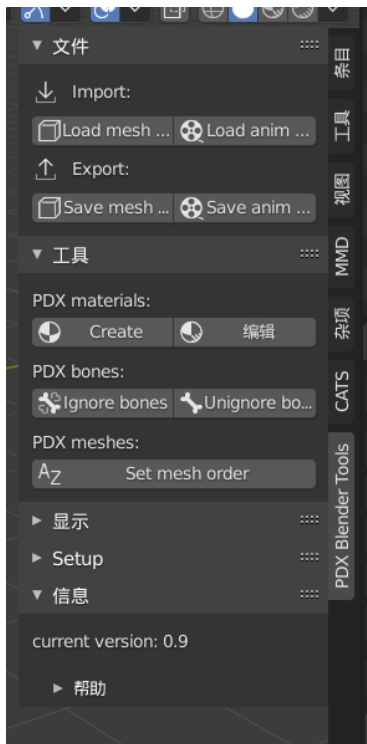 文件
Import:
Load mesh ... Load anim ...
Export:
Save mesh ... Save anim ...
工具
PDX materials:
Create 编辑
PDX bones:
Ignore bones Unignore bo...
PDX meshes:
AZ Set mesh order
显示
Setup
信息
current version: 0.9
帮助
条目
工具
视图
MMD
杂项
CATS
PDX Blender Tools